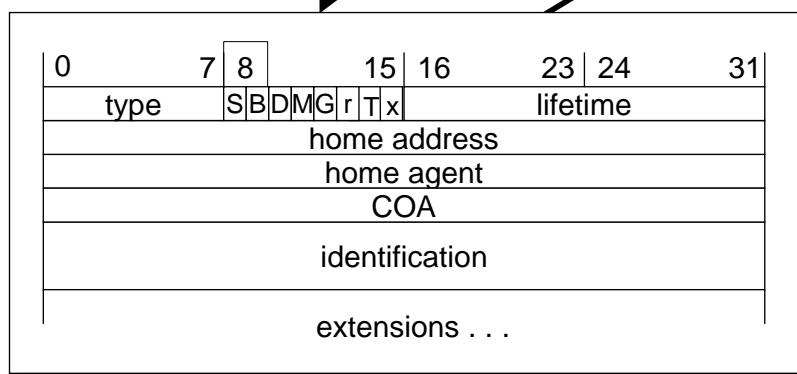 0 7 8 15 16 23 24 31
type S B D M G r T x lifetime
home address
home agent
COA
identification
extensions . . .